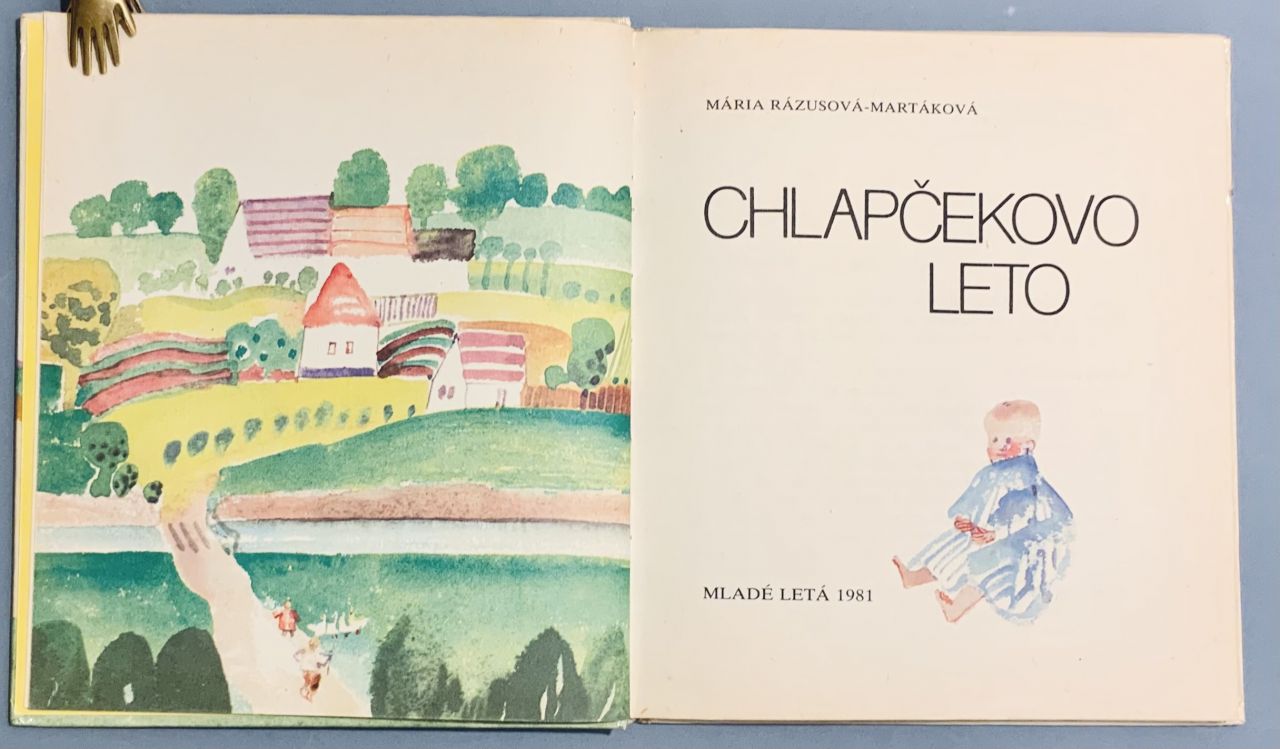 MÁRIA RÁZUSOVÁ-MARTÁKOVÁ
CHLAPČEKOVO
LETO
MLADÉ LETÁ 1981